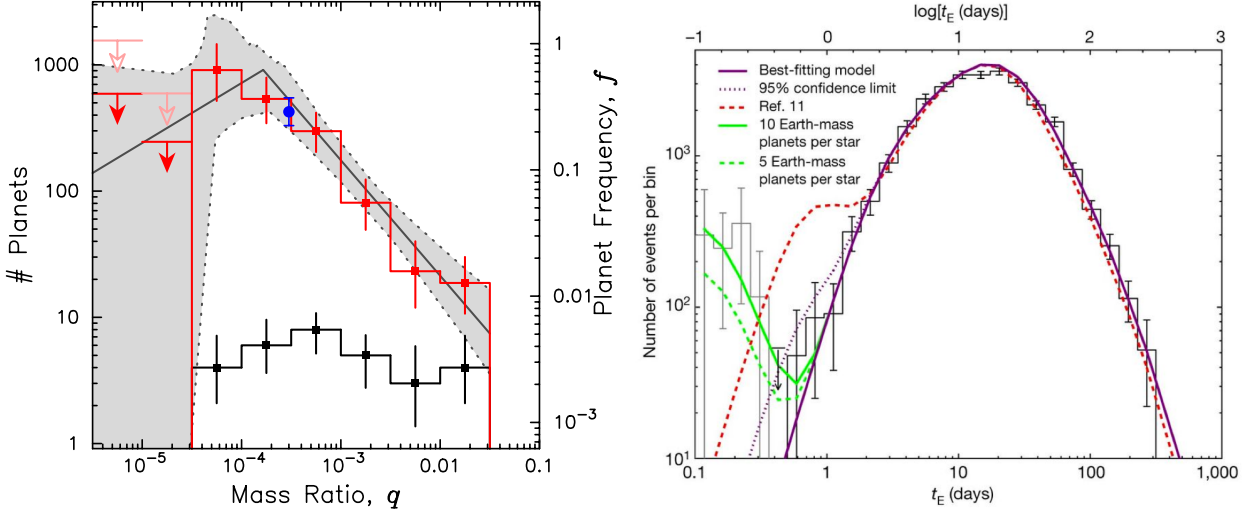 1000
100
10
1
# Planets
10⁻⁵
10⁻⁴
10⁻³
0.01
0.1
Mass Ratio, q
1
0.1
0.01
10⁻³
Planet Frequency, f
log[t_E (days)]
–1
0
1
2
3
Best-fitting model
95% confidence limit
Ref. 11
10 Earth-mass
planets per star
5 Earth-mass
planets per star
Number of events per bin
10³
10²
10¹
0.1
1.0
10
100
1,000
t_E (days)